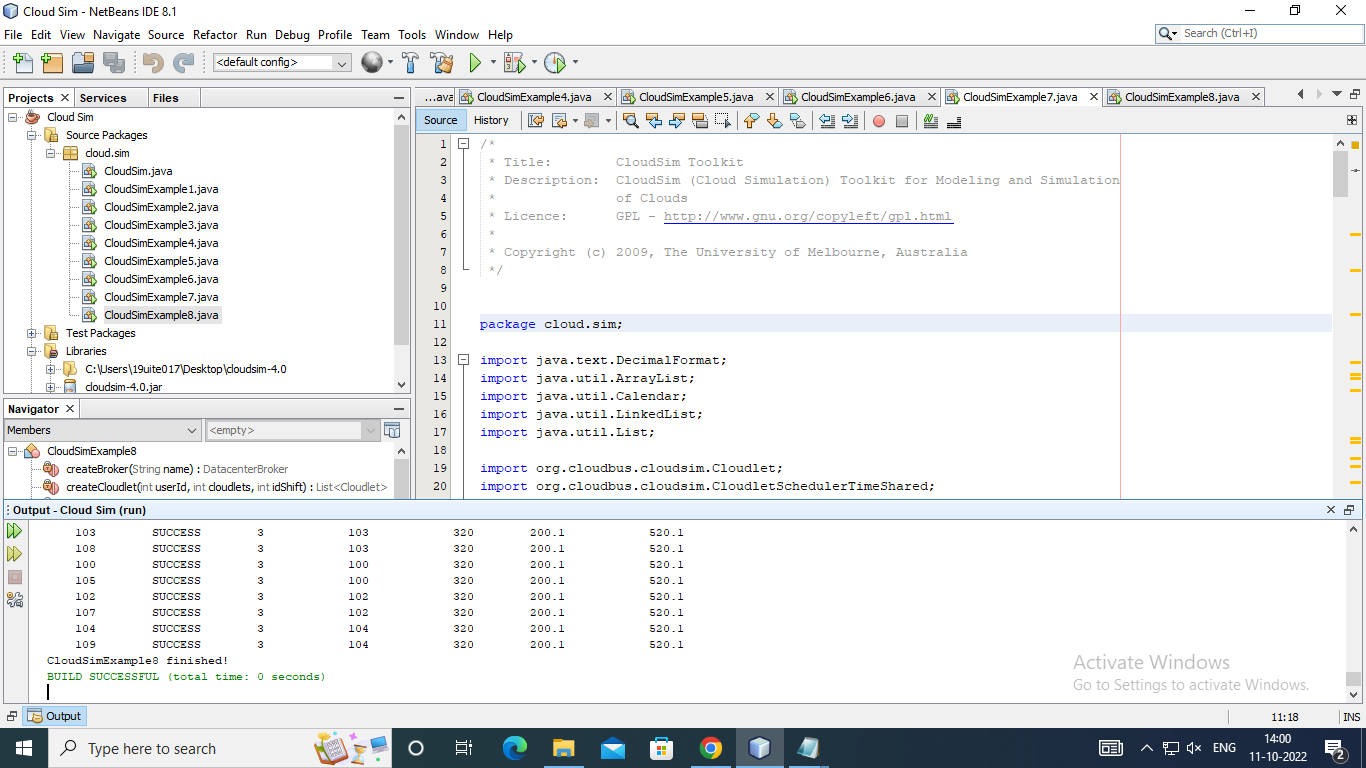 Cloud Sim - NetBeans IDE 8.1
File Edit View Navigate Source Refactor Run Debug Profile Team Tools Window Help
Search (Ctrl+I)
<default config>
Projects Services Files
Cloud Sim
Source Packages
cloud.sim
CloudSim.java
CloudSimExample1.java
CloudSimExample2.java
CloudSimExample3.java
CloudSimExample4.java
CloudSimExample5.java
CloudSimExample6.java
CloudSimExample7.java
CloudSimExample8.java
Test Packages
Libraries
C:\Users\19uite017\Desktop\cloudsim-4.0
cloudsim-4.0.jar
Navigator
Members <empty>
CloudSimExample8
createBroker(String name) : DatacenterBroker
createCloudlet(int userId, int cloudlets, int idShift) : List<Cloudlet>
...ava CloudSimExample4.java CloudSimExample5.java CloudSimExample6.java CloudSimExample7.java CloudSimExample8.java
Source History
1 /*
2 * Title: CloudSim Toolkit
3 * Description: CloudSim (Cloud Simulation) Toolkit for Modeling and Simulation
4 * of Clouds
5 * Licence: GPL - http://www.gnu.org/copyleft/gpl.html
6 *
7 * Copyright (c) 2009, The University of Melbourne, Australia
8 */
9
10
11 package cloud.sim;
12
13 import java.text.DecimalFormat;
14 import java.util.ArrayList;
15 import java.util.Calendar;
16 import java.util.LinkedList;
17 import java.util.List;
18
19 import org.cloudbus.cloudsim.Cloudlet;
20 import org.cloudbus.cloudsim.CloudletSchedulerTimeShared;
Output - Cloud Sim (run)
103 SUCCESS 3 103 320 200.1 520.1
108 SUCCESS 3 103 320 200.1 520.1
100 SUCCESS 3 100 320 200.1 520.1
105 SUCCESS 3 100 320 200.1 520.1
102 SUCCESS 3 102 320 200.1 520.1
107 SUCCESS 3 102 320 200.1 520.1
104 SUCCESS 3 104 320 200.1 520.1
109 SUCCESS 3 104 320 200.1 520.1
CloudSimExample8 finished!
BUILD SUCCESSFUL (total time: 0 seconds)
Activate Windows
Go to Settings to activate Windows.
Output
11:18 INS
Type here to search
ENG
14:00
11-10-2022
2